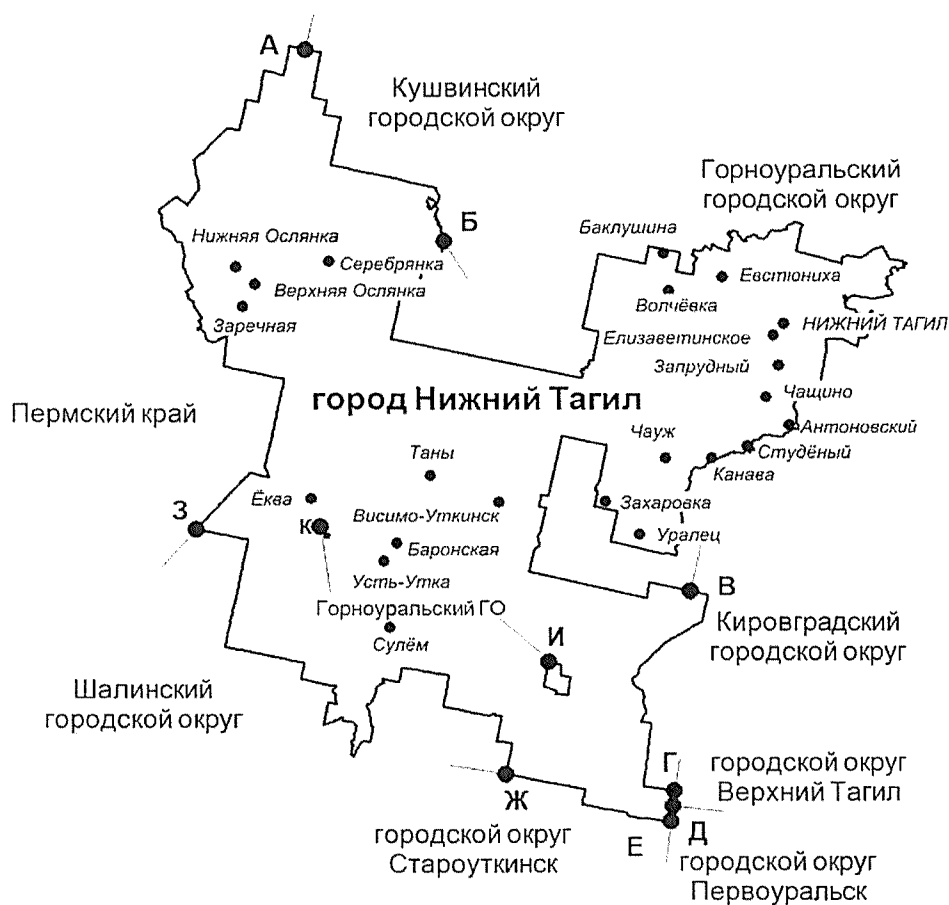 А
Кушвинский
городской округ
Горноуральский
городской округ
Б
Баклушина
Нижняя Ослянка
Серебрянка
Евстюниха
Верхняя Ослянка
Волчёвка
Заречная
НИЖНИЙ ТАГИЛ
Елизаветинское
Запрудный
город Нижний Тагил
Чащино
Пермский край
Антоновский
Чауж
Студёный
Таны
Канава
Ёква
З
Висимо-Уткинск
Захаровка
К
Уралец
Баронская
Усть-Утка
В
Горноуральский ГО
Кировградский
городской округ
Сулём
И
Шалинский
городской округ
Г
городской округ
Верхний Тагил
Ж
Е
Д
городской округ
Староуткинск
городской округ
Первоуральск